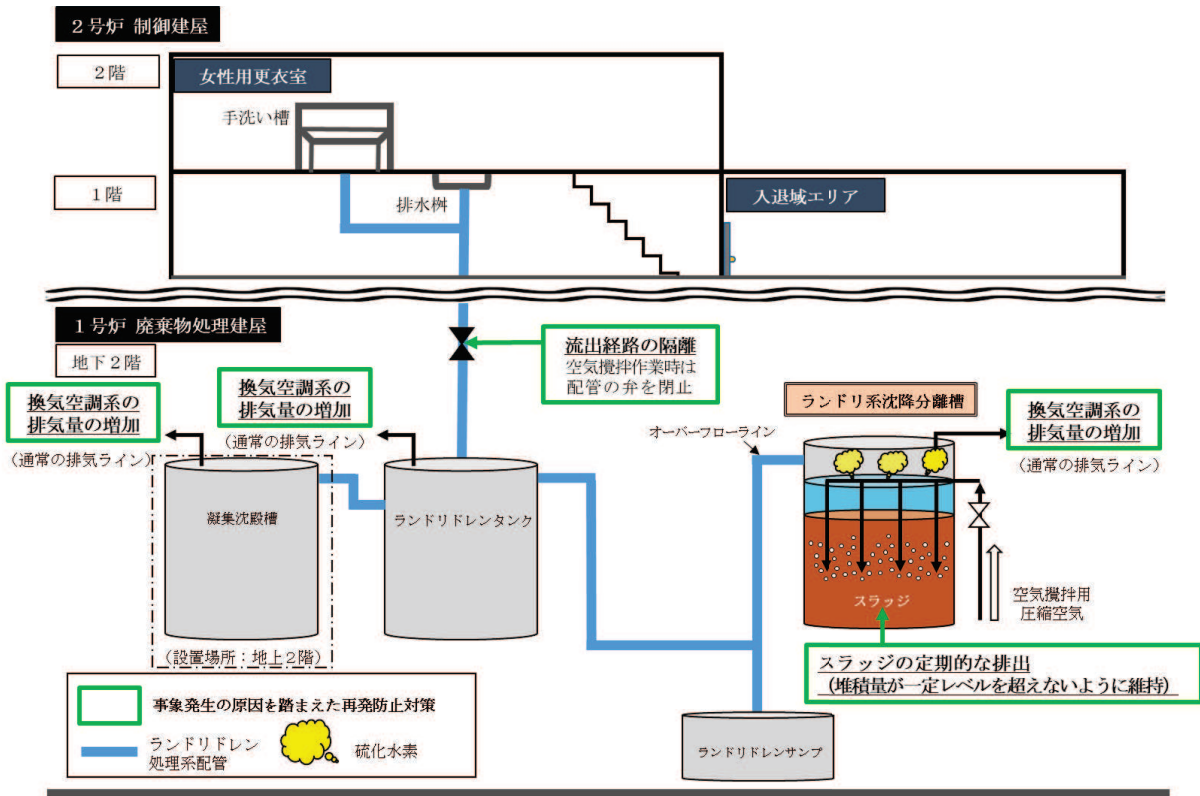 ２号炉 制御建屋
２階
女性用更衣室
手洗い槽
１階
排水桝
入退域エリア
１号炉 廃棄物処理建屋
地下２階
流出経路の隔離
空気攪拌作業時は
配管の弁を閉止
換気空調系の
排気量の増加
（通常の排気ライン）
換気空調系の
排気量の増加
（通常の排気ライン）
ランドリ系沈降分離槽
換気空調系の
排気量の増加
（通常の排気ライン）
オーバーフローライン
凝集沈殿槽
ランドリドレンタンク
スラッジ
空気攪拌用
圧縮空気
（設置場所：地上２階）
スラッジの定期的な排出
（堆積量が一定レベルを超えないように維持）
事象発生の原因を踏まえた再発防止対策
ランドリドレン
処理系配管
硫化水素
ランドリドレンサンプ